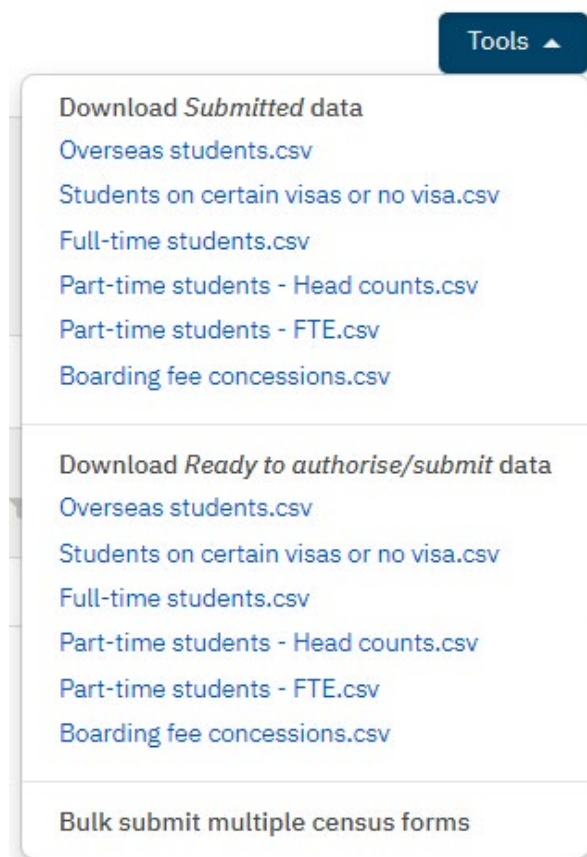 Tools
Download Submitted data
Overseas students.csv
Students on certain visas or no visa.csv
Full-time students.csv
Part-time students - Head counts.csv
Part-time students - FTE.csv
Boarding fee concessions.csv
Download Ready to authorise/submit data
Overseas students.csv
Students on certain visas or no visa.csv
Full-time students.csv
Part-time students - Head counts.csv
Part-time students - FTE.csv
Boarding fee concessions.csv
Bulk submit multiple census forms